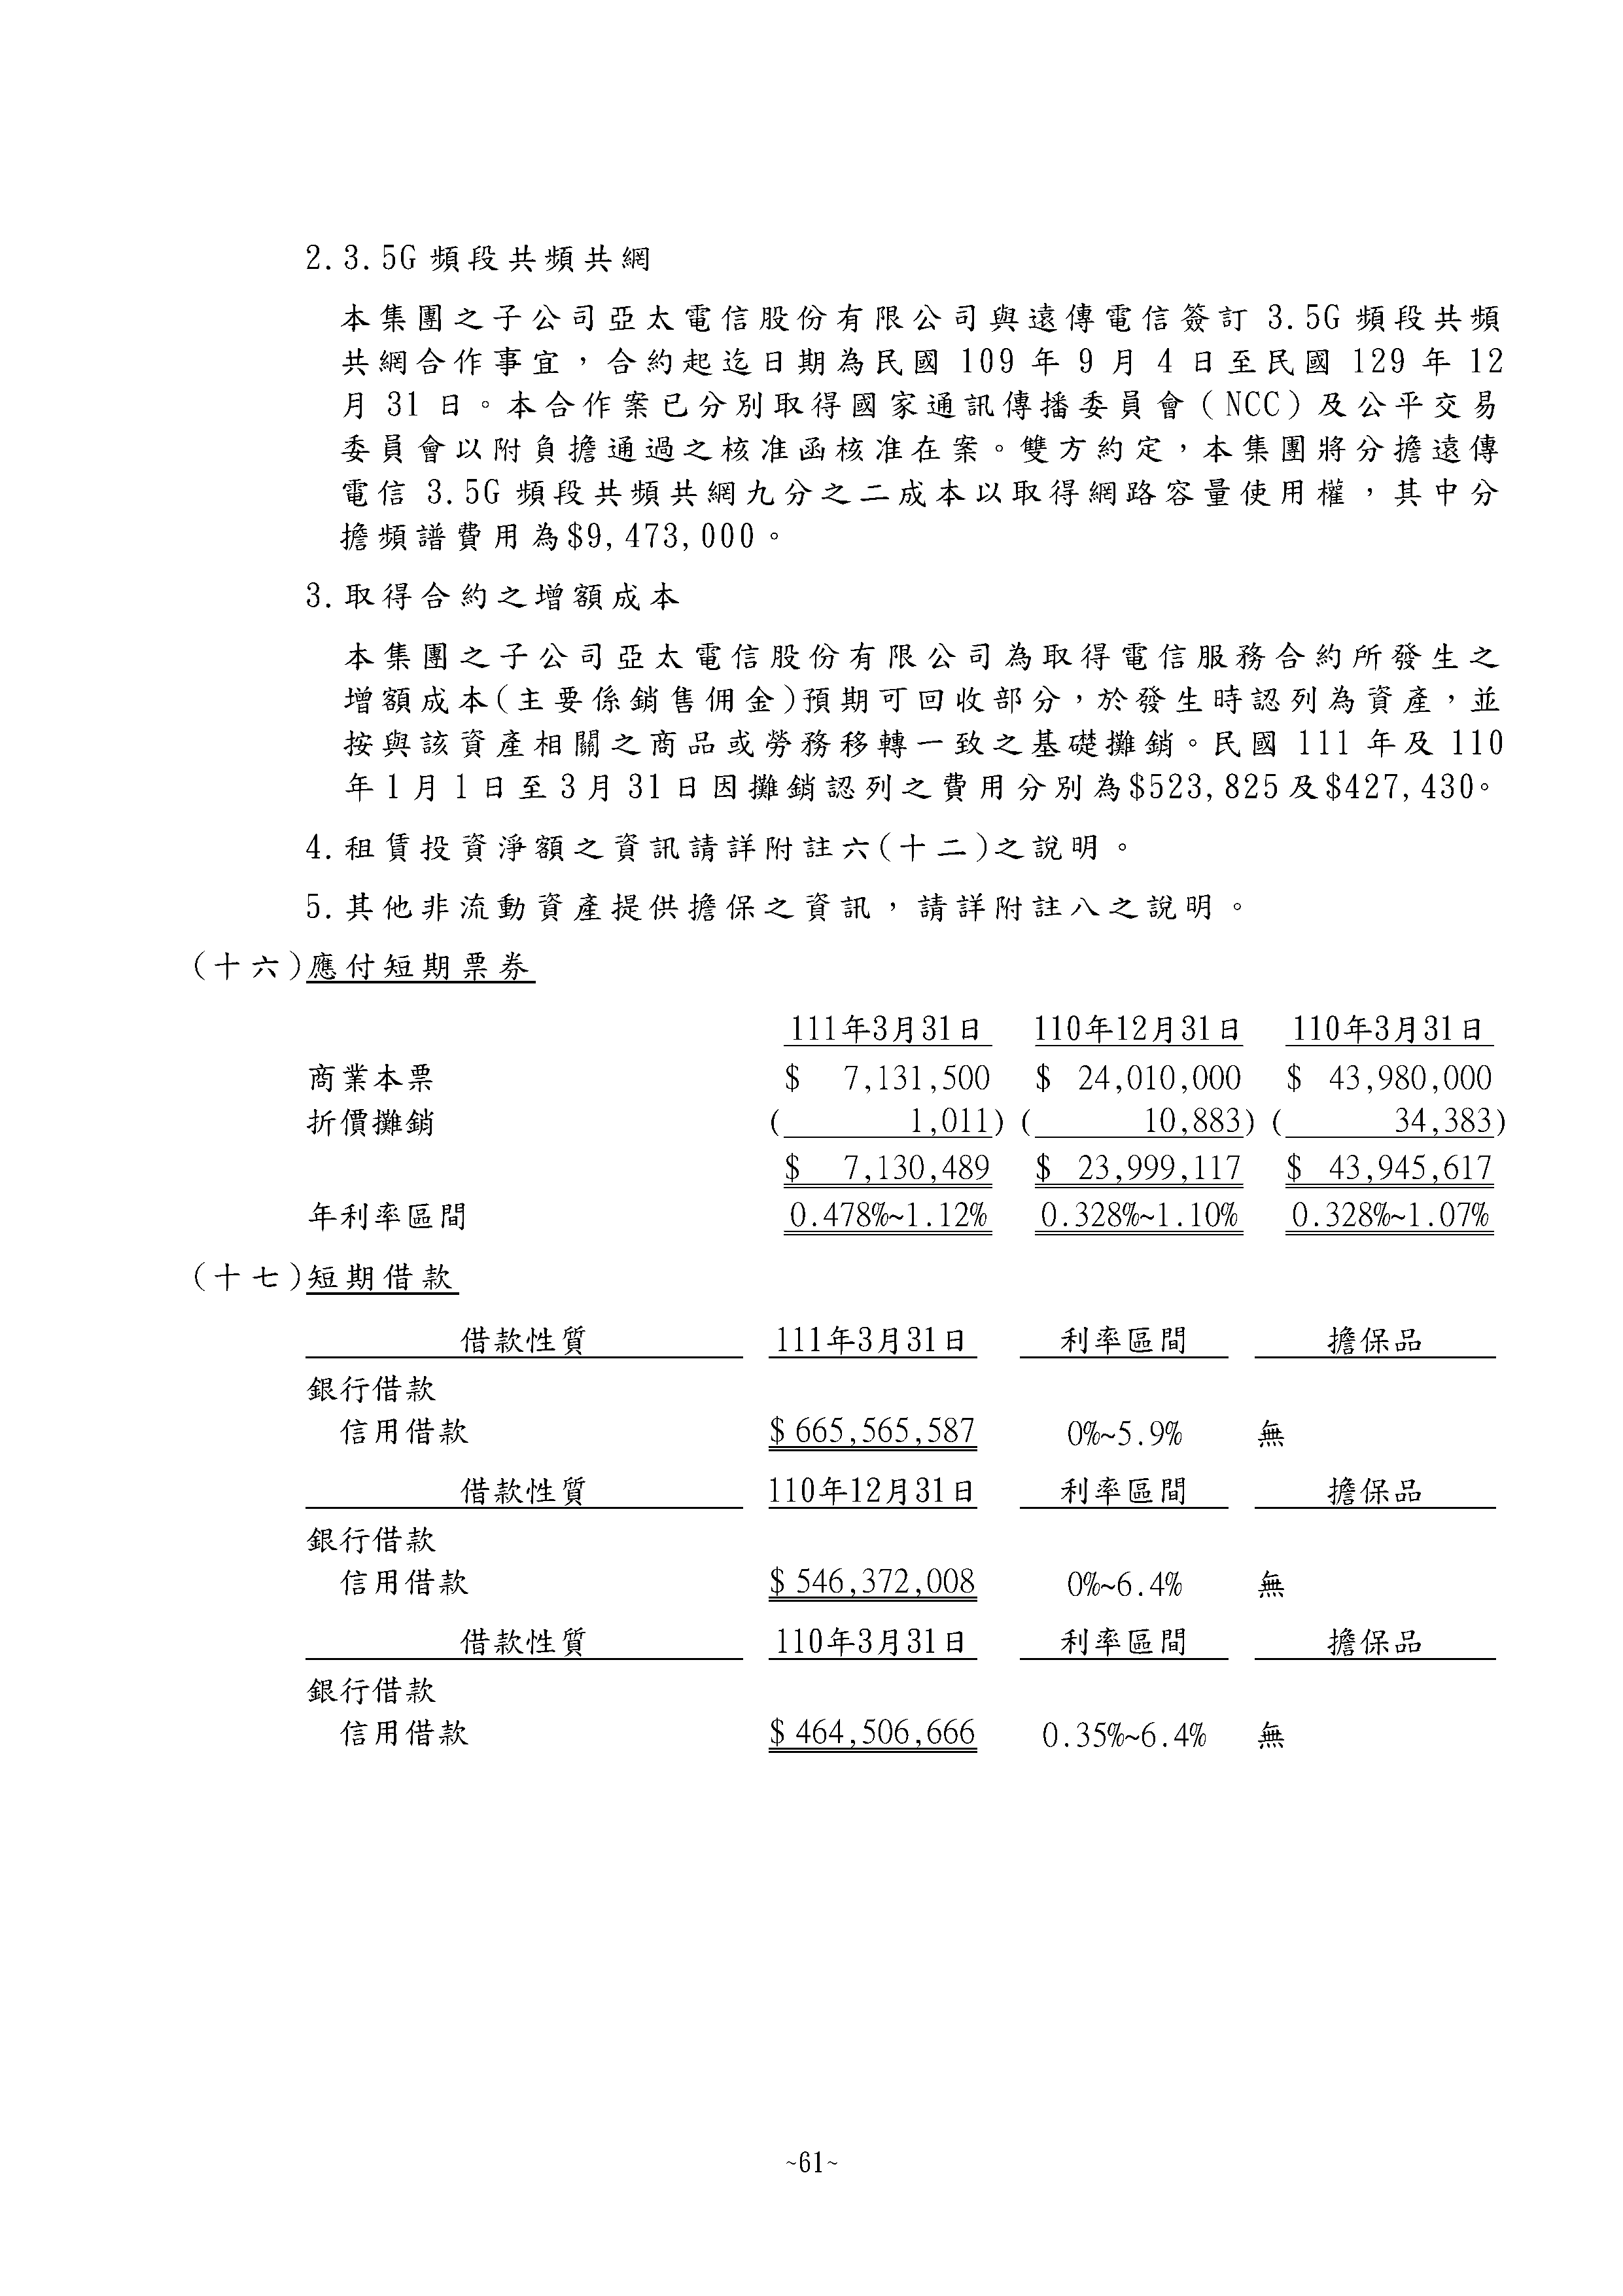 2.3.5G 頻段共頻共網
本集團之子公司亞太電信股份有限公司與遠傳電信簽訂 3.5G 頻段共頻
共網合作事宜，合約起迄日期為民國 109 年 9 月 4 日至民國 129 年 12
月 31 日。本合作案已分別取得國家通訊傳播委員會（NCC）及公平交易
委員會以附負擔通過之核准函核准在案。雙方約定，本集團將分擔遠傳
電信 3.5G 頻段共頻共網九分之二成本以取得網路容量使用權，其中分
擔頻譜費用為$9,473,000。
3.取得合約之增額成本
本集團之子公司亞太電信股份有限公司為取得電信服務合約所發生之
增額成本(主要係銷售佣金)預期可回收部分，於發生時認列為資產，並
按與該資產相關之商品或勞務移轉一致之基礎攤銷。民國 111 年及 110
年 1 月 1 日至 3 月 31 日因攤銷認列之費用分別為$523,825 及$427,430。
4.租賃投資淨額之資訊請詳附註六(十二)之說明。
5.其他非流動資產提供擔保之資訊，請詳附註八之說明。
(十六)應付短期票券
111年3月31日 110年12月31日 110年3月31日
商業本票 $ 7,131,500 $ 24,010,000 $ 43,980,000
折價攤銷 ( 1,011) ( 10,883) ( 34,383)
$ 7,130,489 $ 23,999,117 $ 43,945,617
年利率區間 0.478%~1.12% 0.328%~1.10% 0.328%~1.07%
(十七)短期借款
借款性質 111年3月31日 利率區間 擔保品
銀行借款
信用借款 $ 665,565,587 0%~5.9% 無
借款性質 110年12月31日 利率區間 擔保品
銀行借款
信用借款 $ 546,372,008 0%~6.4% 無
借款性質 110年3月31日 利率區間 擔保品
銀行借款
信用借款 $ 464,506,666 0.35%~6.4% 無
~61~